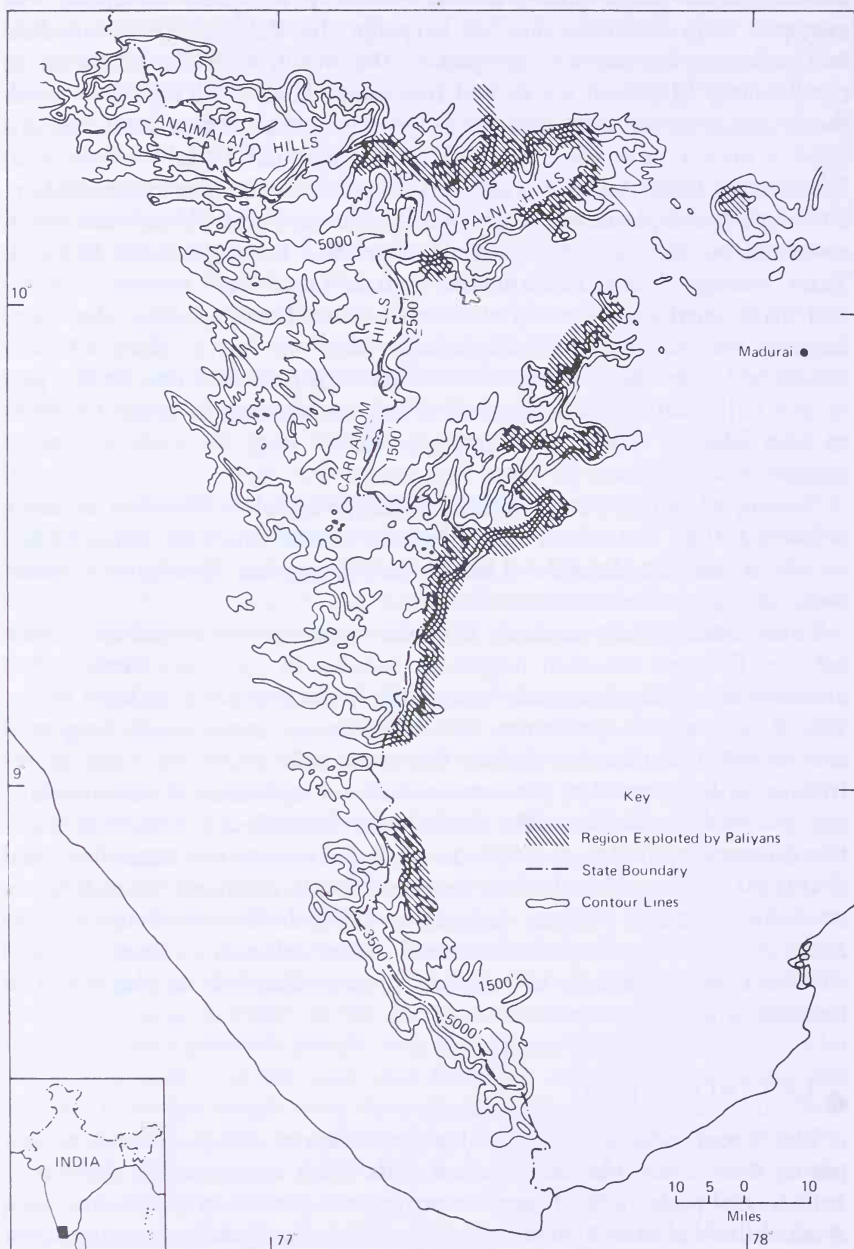 ANAIMALAI
HILLS
PALNI HILLS
5000'
10°
HILLS
2500'
Madurai
CARDAMOM
1500'
9°
Key
Region Exploited by Paliyans
State Boundary
Contour Lines
3500'
1500'
5000'
INDIA
10 5 0 10
Miles
77°
78°